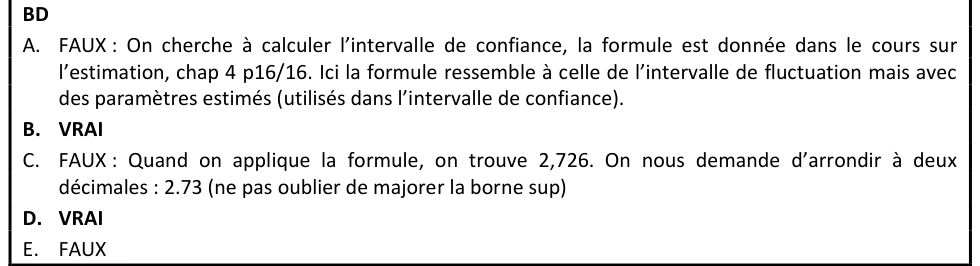 BD
A. FAUX : On cherche à calculer l’intervalle de confiance, la formule est donnée dans le cours sur
l’estimation, chap 4 p16/16. Ici la formule ressemble à celle de l’intervalle de fluctuation mais avec
des paramètres estimés (utilisés dans l’intervalle de confiance).
B. VRAI
C. FAUX : Quand on applique la formule, on trouve 2,726. On nous demande d’arrondir à deux
décimales : 2.73 (ne pas oublier de majorer la borne sup)
D. VRAI
E. FAUX